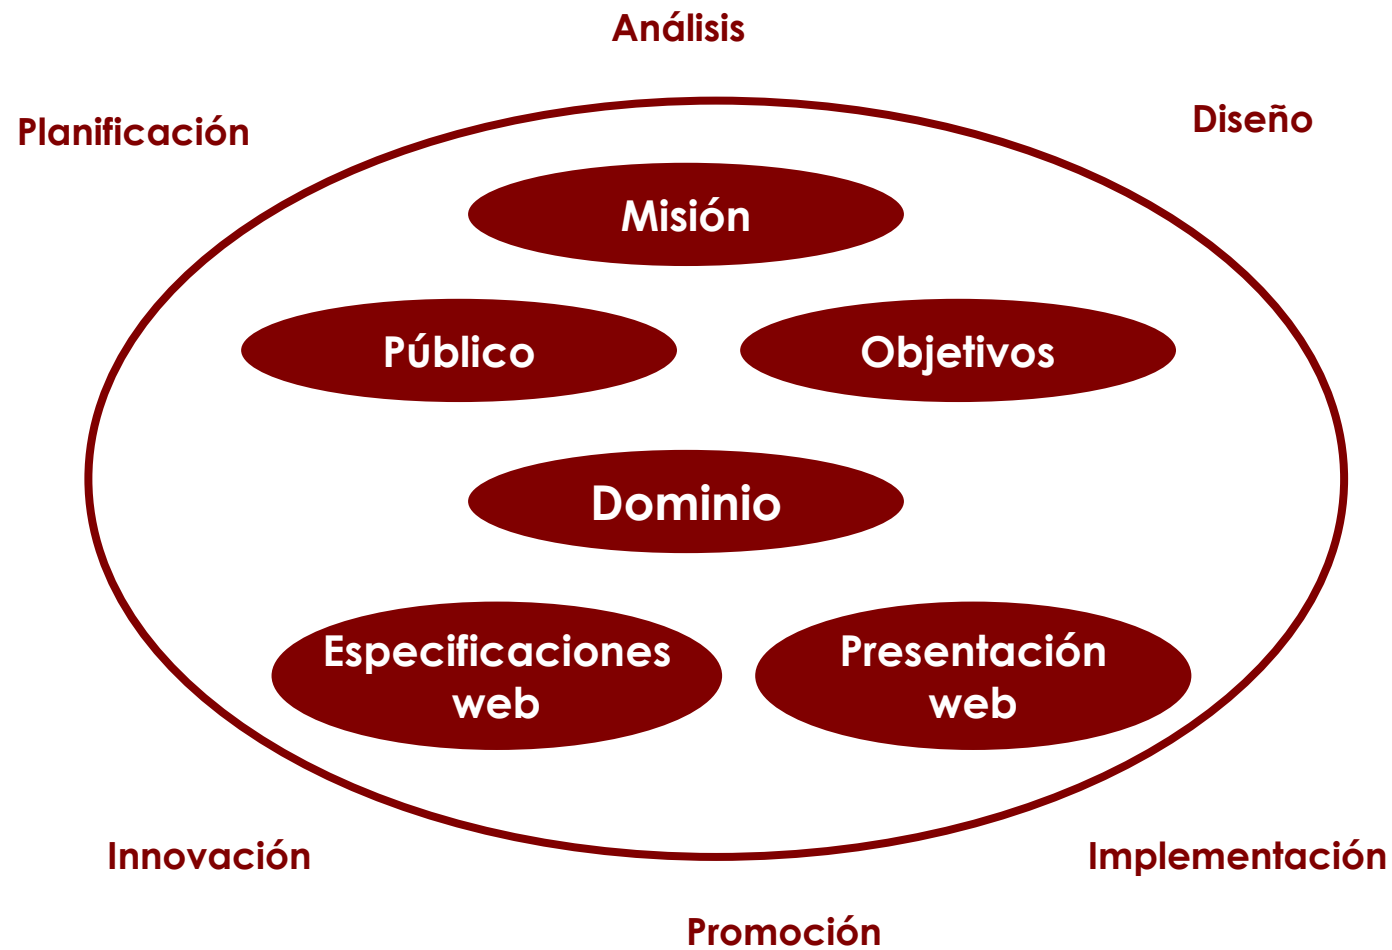 Análisis
Planificación
Diseño
Misión
Público
Objetivos
Dominio
Especificaciones
web
Presentación
web
Innovación
Implementación
Promoción